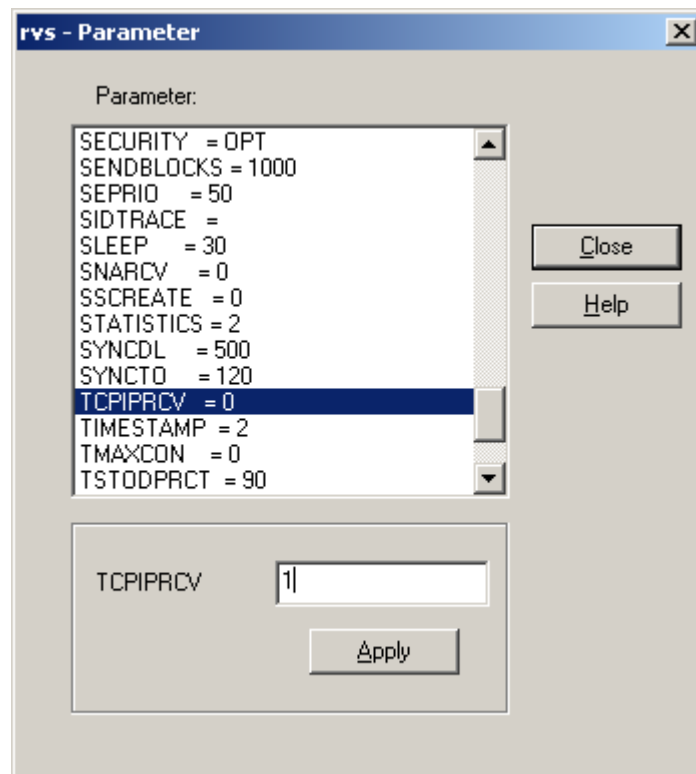 rvs - Parameter
Parameter:
SECURITY = OPT
SENDBLOCKS = 1000
SEPRIO = 50
SIDTRACE =
SLEEP = 30
SNARCV = 0
SSCREATE = 0
STATISTICS = 2
SYNCDL = 500
SYNCTO = 120
TCPIPRCV = 0
TIMESTAMP = 2
TMAXCON = 0
TSTODPRCT = 90
Close
Help
TCPIPRCV 1
Apply